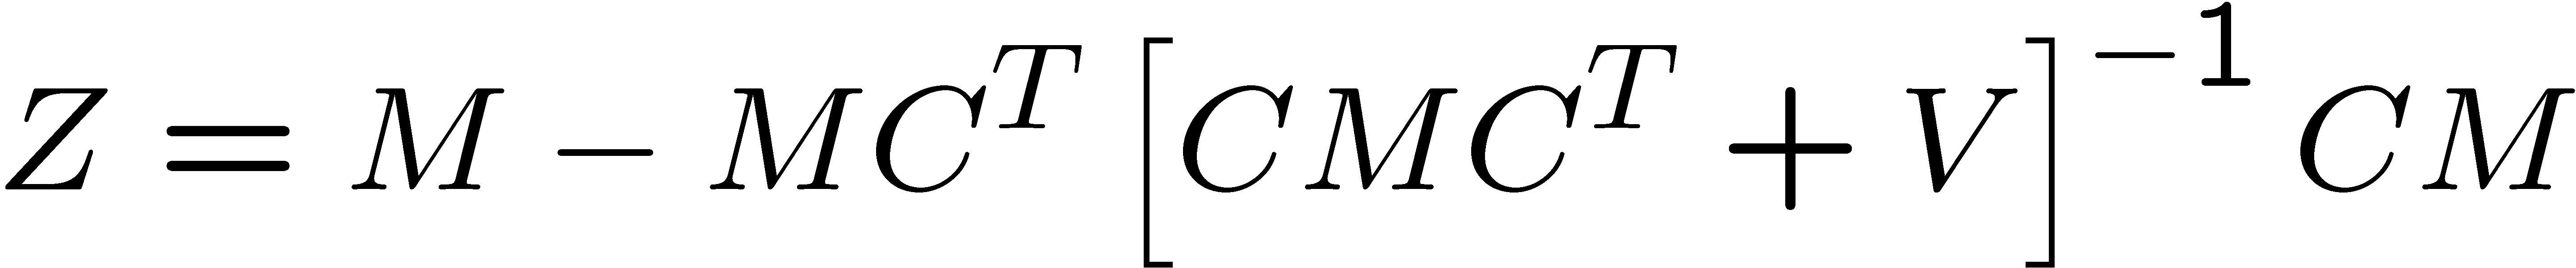 Z = M − MC^T [CMC^T + V]^{−1} CM